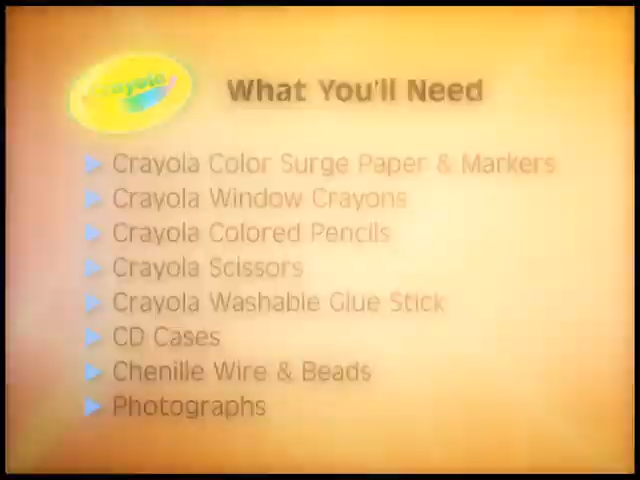 Crayola
What You'll Need
Crayola Color Surge Paper & Markers
Crayola Window Crayons
Crayola Colored Pencils
Crayola Scissors
Crayola Washable Glue Stick
CD Cases
Chenille Wire & Beads
Photographs